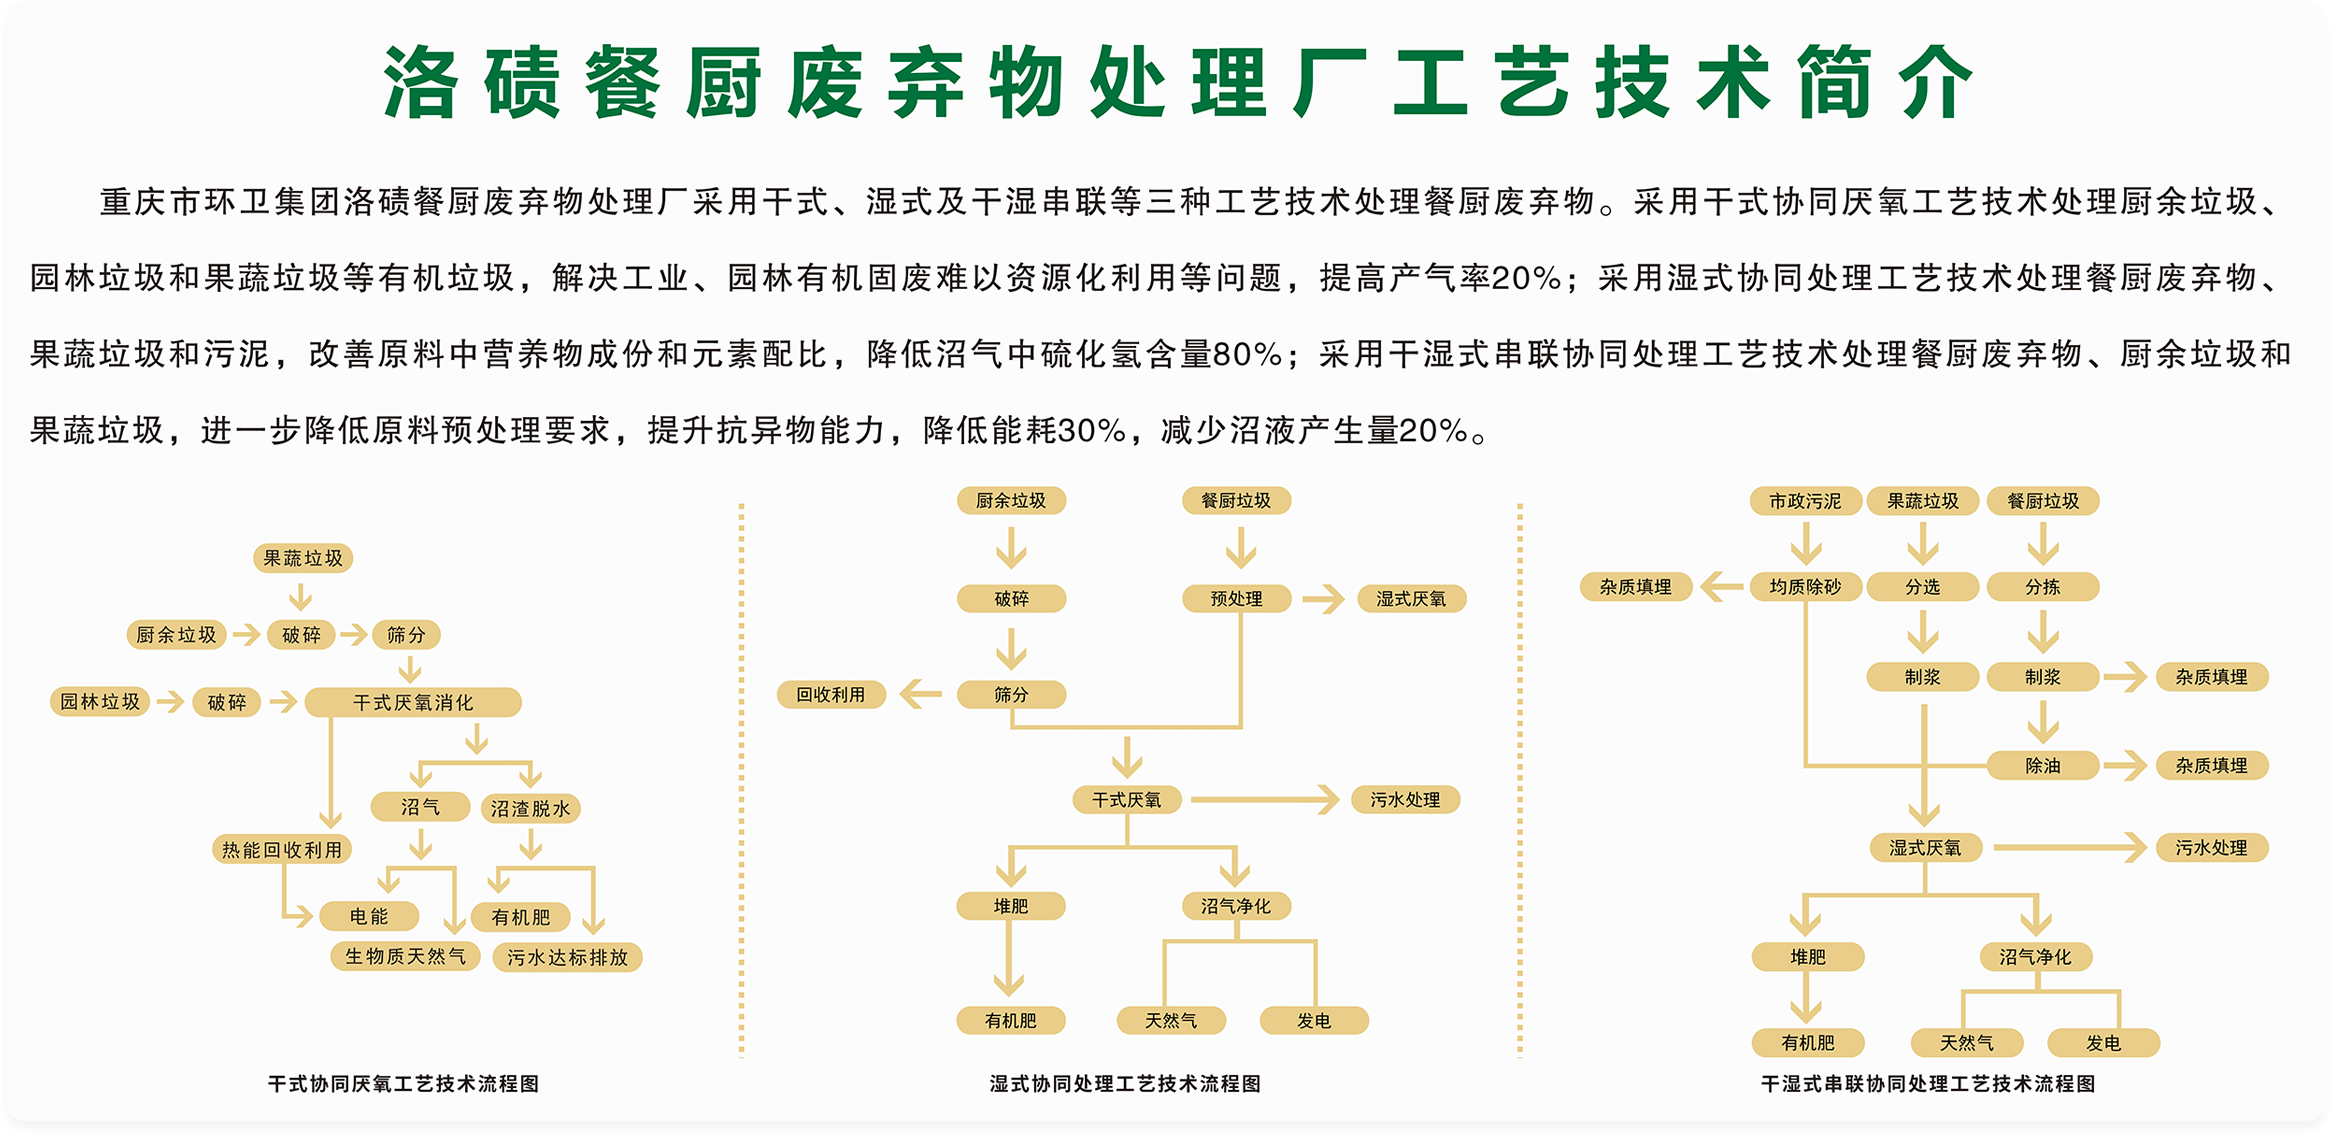 洛碛餐厨废弃物处理厂工艺技术简介
重庆市环卫集团洛碛餐厨废弃物处理厂采用干式、湿式及干湿串联等三种工艺技术处理餐厨废弃物。采用干式协同厌氧工艺技术处理厨余垃圾、
园林垃圾和果蔬垃圾等有机垃圾，解决工业、园林有机固废难以资源化利用等问题，提高产气率20%；采用湿式协同处理工艺技术处理餐厨废弃物、
果蔬垃圾和污泥，改善原料中营养物成份和元素配比，降低沼气中硫化氢含量80%；采用干湿式串联协同处理工艺技术处理餐厨废弃物、厨余垃圾和
果蔬垃圾，进一步降低原料预处理要求，提升抗异物能力，降低能耗30%，减少沼液产生量20%。
果蔬垃圾
厨余垃圾
破碎
筛分
园林垃圾
破碎
干式厌氧消化
沼气
沼渣脱水
热能回收利用
电能
有机肥
生物质天然气
污水达标排放
干式协同厌氧工艺技术流程图
厨余垃圾
餐厨垃圾
破碎
预处理
湿式厌氧
回收利用
筛分
干式厌氧
污水处理
堆肥
沼气净化
有机肥
天然气
发电
湿式协同处理工艺技术流程图
市政污泥
果蔬垃圾
餐厨垃圾
杂质填埋
均质除砂
分选
分拣
制浆
制浆
杂质填埋
除油
杂质填埋
湿式厌氧
污水处理
堆肥
沼气净化
有机肥
天然气
发电
干湿式串联协同处理工艺技术流程图